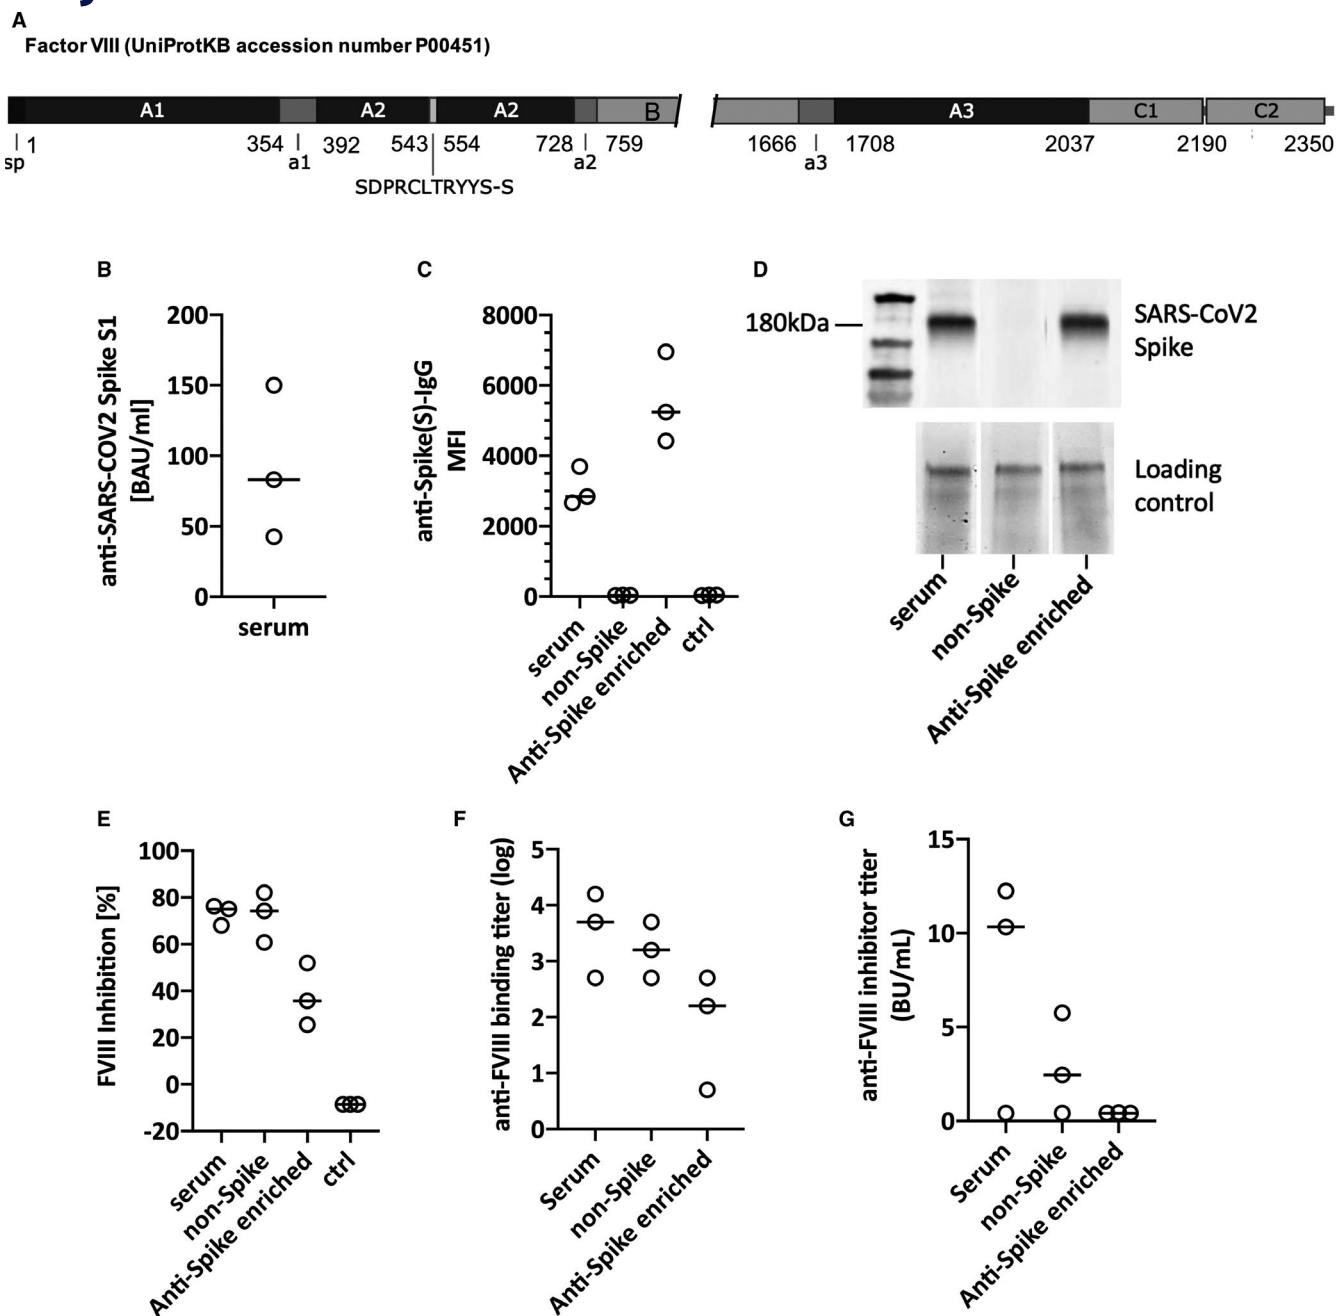 A
Factor VIII (UniProtKB accession number P00451)
A1 A2 A2 B A3 C1 C2
1 354 392 543 554 728 759 1666 1708 2037 2190 2350
sp a1 a2 a3
SDPRCLTRYYS-S
B
anti-SARS-COV2 Spike S1
[BAU/ml]
200
150
100
50
0
serum
C
anti-Spike(S)-IgG
MFI
8000
6000
4000
2000
0
serum
non-Spike
Anti-Spike enriched
ctrl
D
180kDa
SARS-CoV2
Spike
Loading
control
serum
non-Spike
Anti-Spike enriched
E
FVIII Inhibition [%]
100
80
60
40
20
0
-20
serum
non-Spike
Anti-Spike enriched
ctrl
F
anti-FVIII binding titer (log)
5
4
3
2
1
0
Serum
non-Spike
Anti-Spike enriched
G
anti-FVIII inhibitor titer
(BU/mL)
15
10
5
0
Serum
non-Spike
Anti-Spike enriched